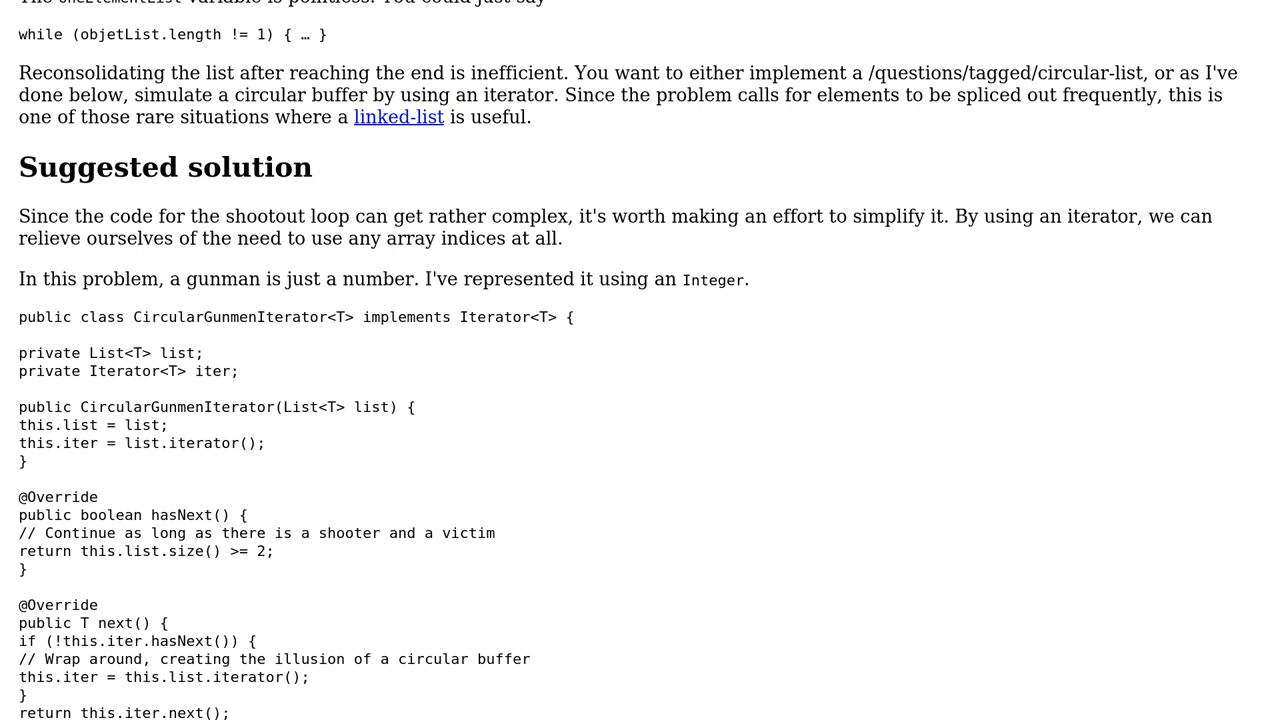 The oneElementList variable is pointless. You could just say
while (objetList.length != 1) { … }
Reconsolidating the list after reaching the end is inefficient. You want to either implement a /questions/tagged/circular-list, or as I've
done below, simulate a circular buffer by using an iterator. Since the problem calls for elements to be spliced out frequently, this is
one of those rare situations where a linked-list is useful.
Suggested solution
Since the code for the shootout loop can get rather complex, it's worth making an effort to simplify it. By using an iterator, we can
relieve ourselves of the need to use any array indices at all.
In this problem, a gunman is just a number. I've represented it using an Integer.
public class CircularGunmenIterator<T> implements Iterator<T> {
private List<T> list;
private Iterator<T> iter;
public CircularGunmenIterator(List<T> list) {
this.list = list;
this.iter = list.iterator();
}
@Override
public boolean hasNext() {
// Continue as long as there is a shooter and a victim
return this.list.size() >= 2;
}
@Override
public T next() {
if (!this.iter.hasNext()) {
// Wrap around, creating the illusion of a circular buffer
this.iter = this.list.iterator();
}
return this.iter.next();